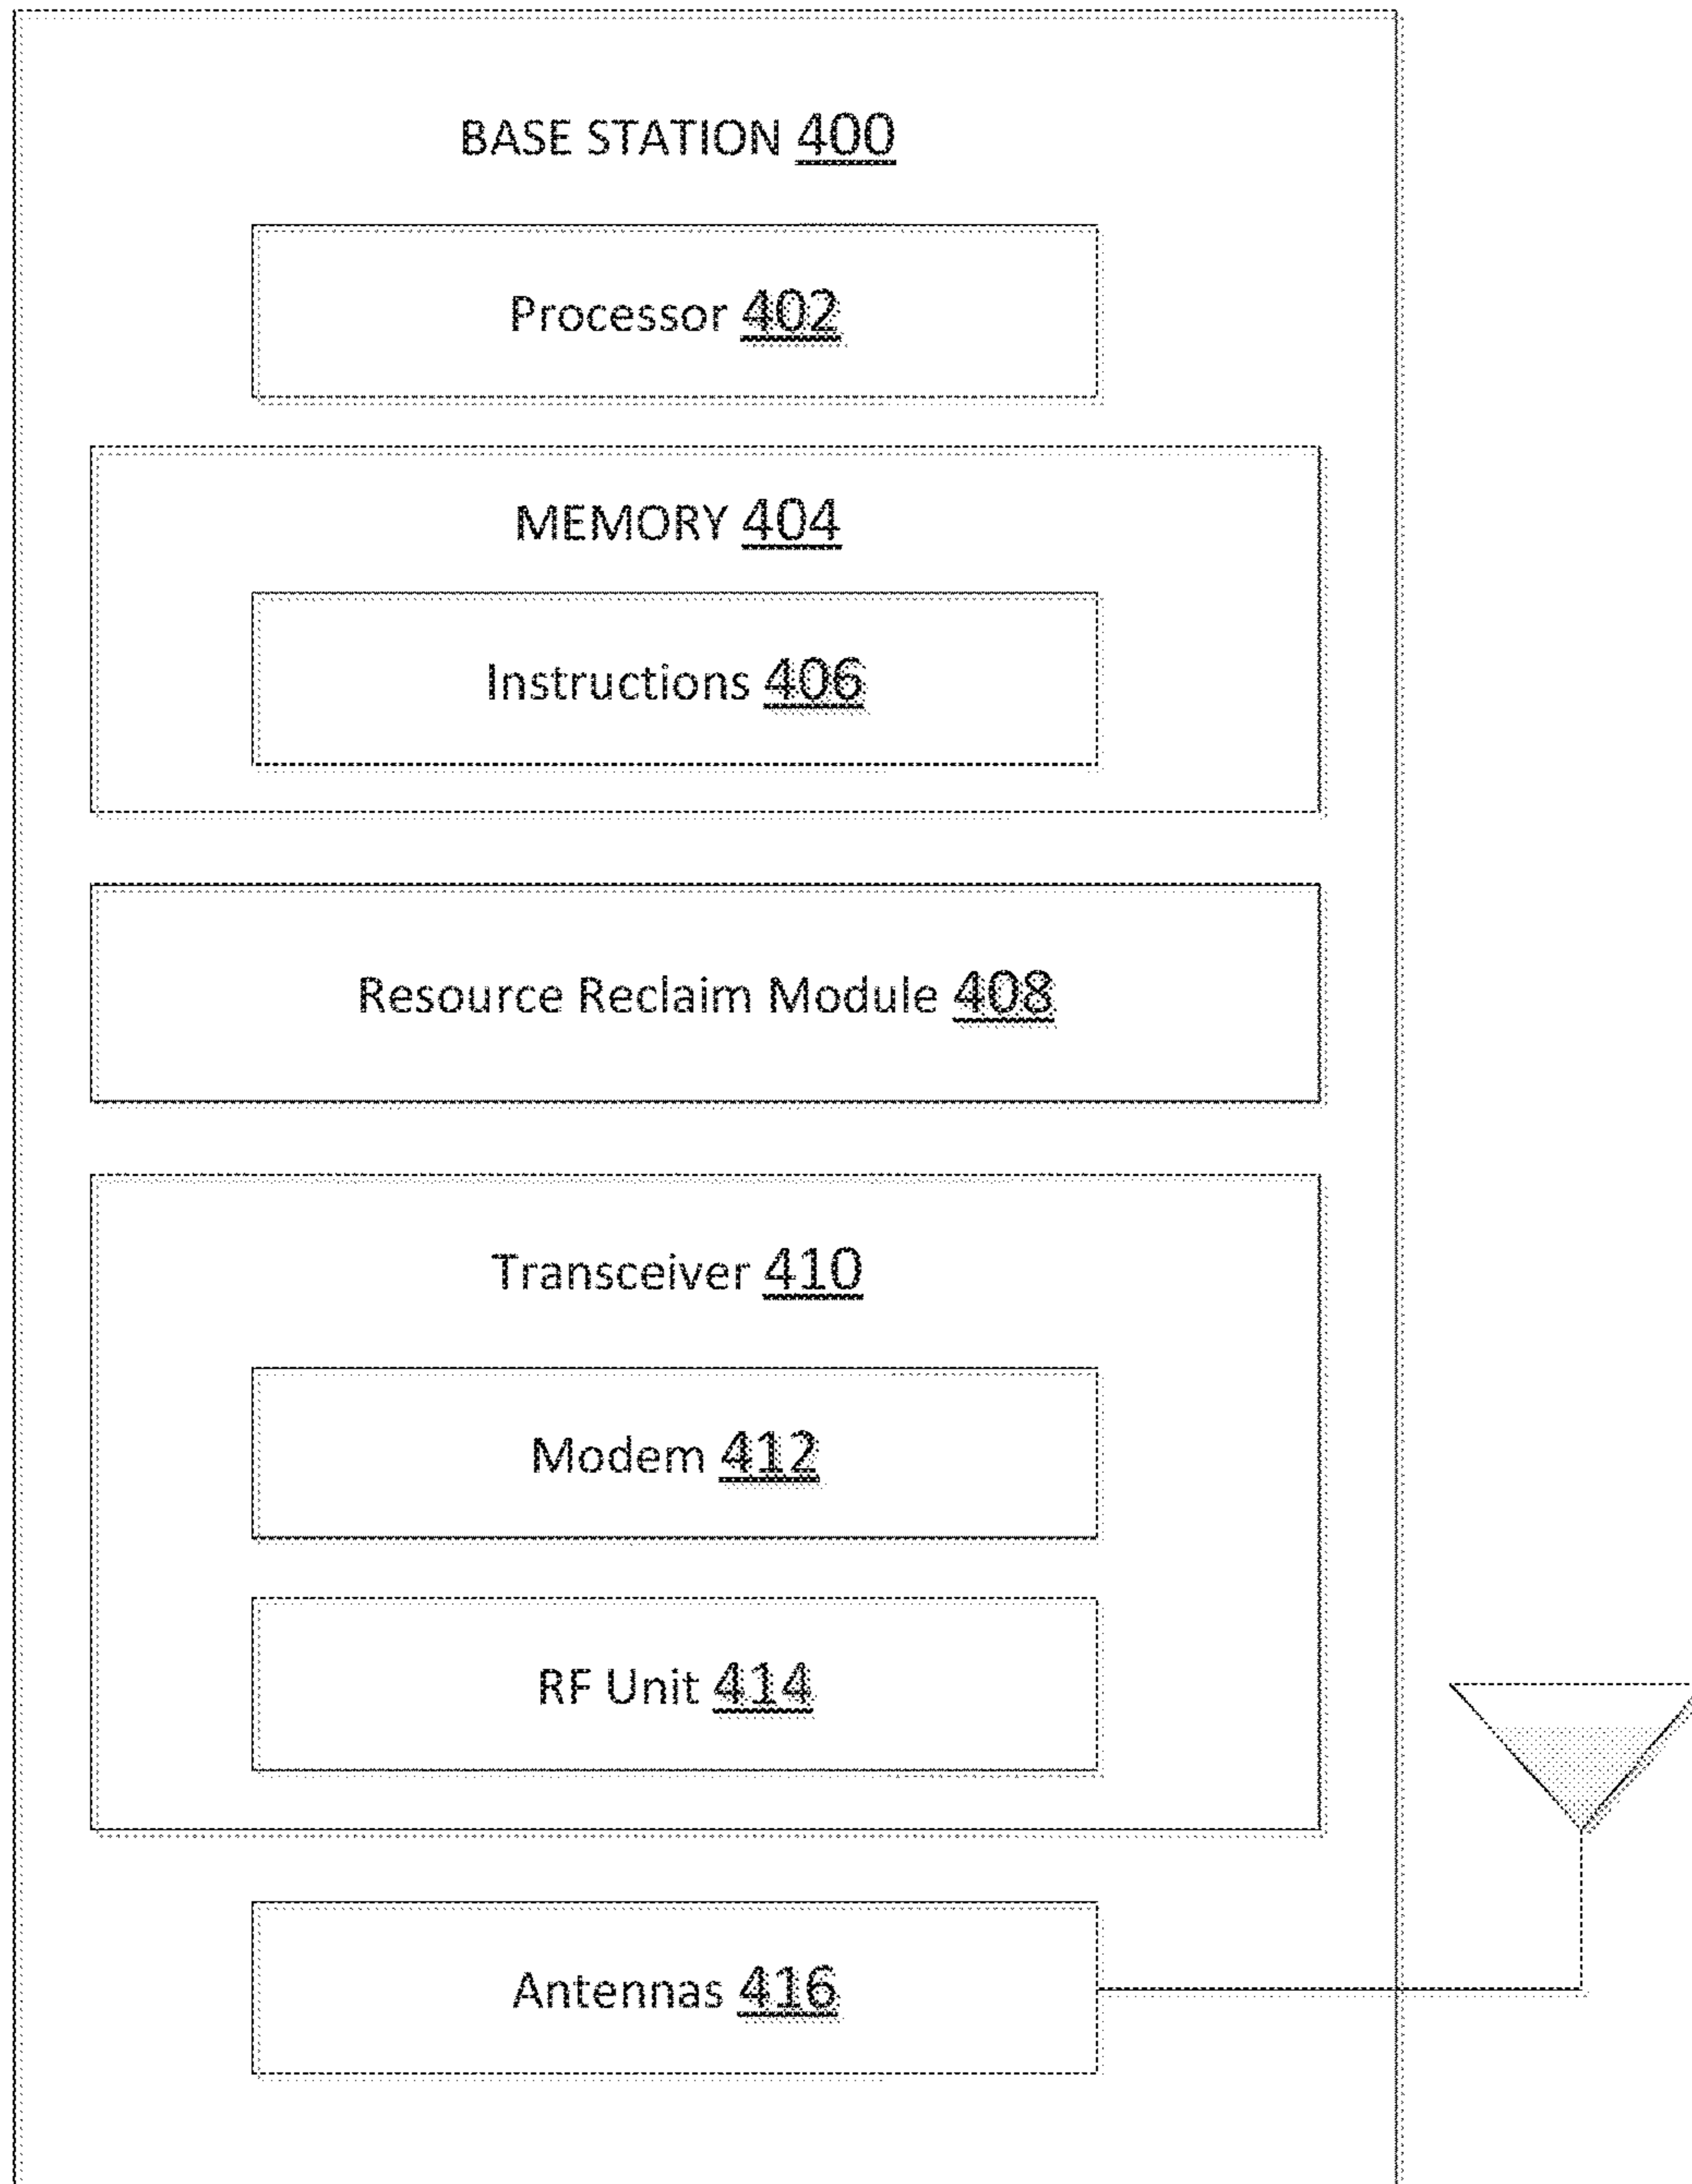 BASE STATION 400
Processor 402
MEMORY 404
Instructions 406
Resource Reclaim Module 408
Transceiver 410
Modem 412
RF Unit 414
Antennas 416